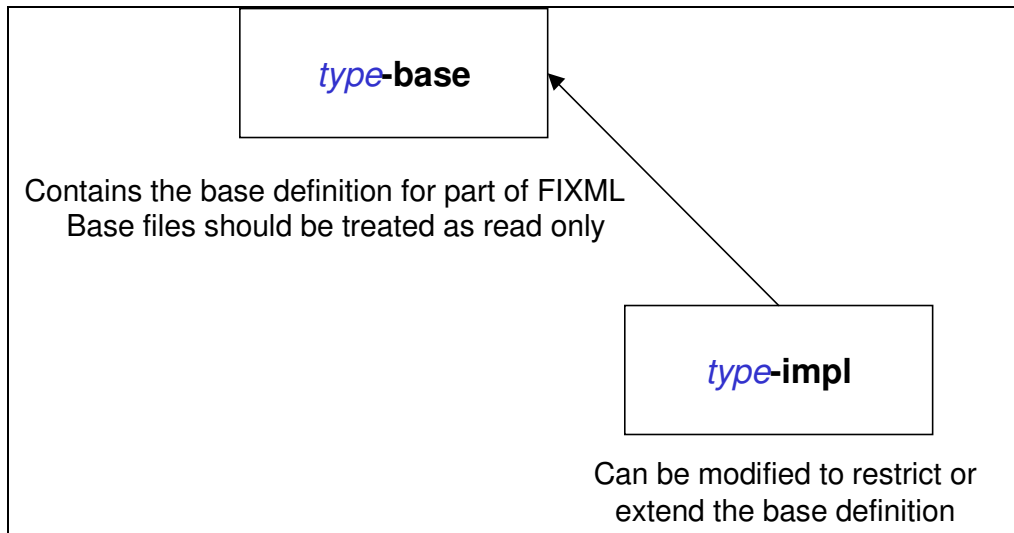 type-base
Contains the base definition for part of FIXML
Base files should be treated as read only
type-impl
Can be modified to restrict or
extend the base definition